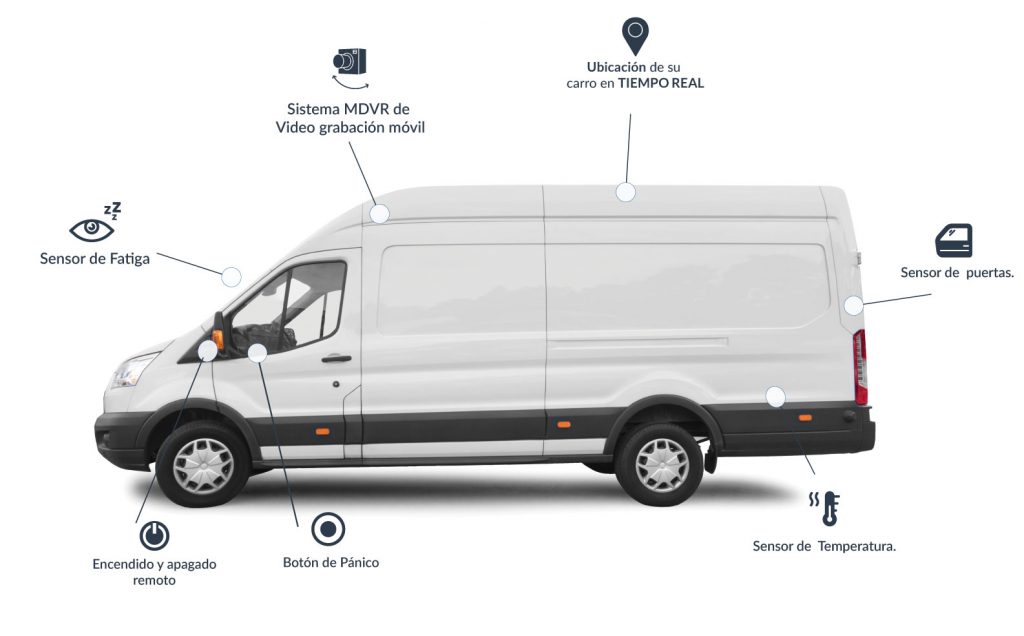 Ubicación de su
carro en TIEMPO REAL
Sistema MDVR de
Video grabación móvil
zzz
Sensor de Fatiga
Sensor de puertas.
Encendido y apagado
remoto
Botón de Pánico
Sensor de Temperatura.